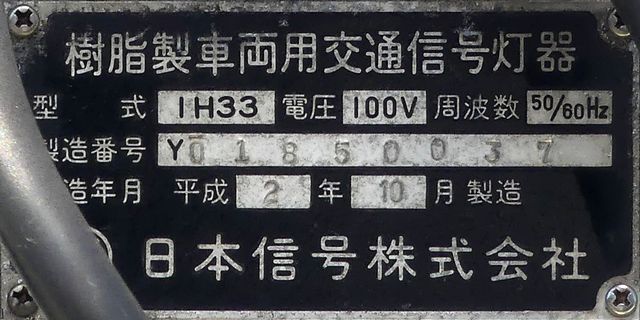 樹脂製車両用交通信号灯器
型 式 1H33 電圧 100V 周波数 50/60Hz
製造番号 Y01850037
造年月 平成 2 年 10 月 製造
日本信号株式会社